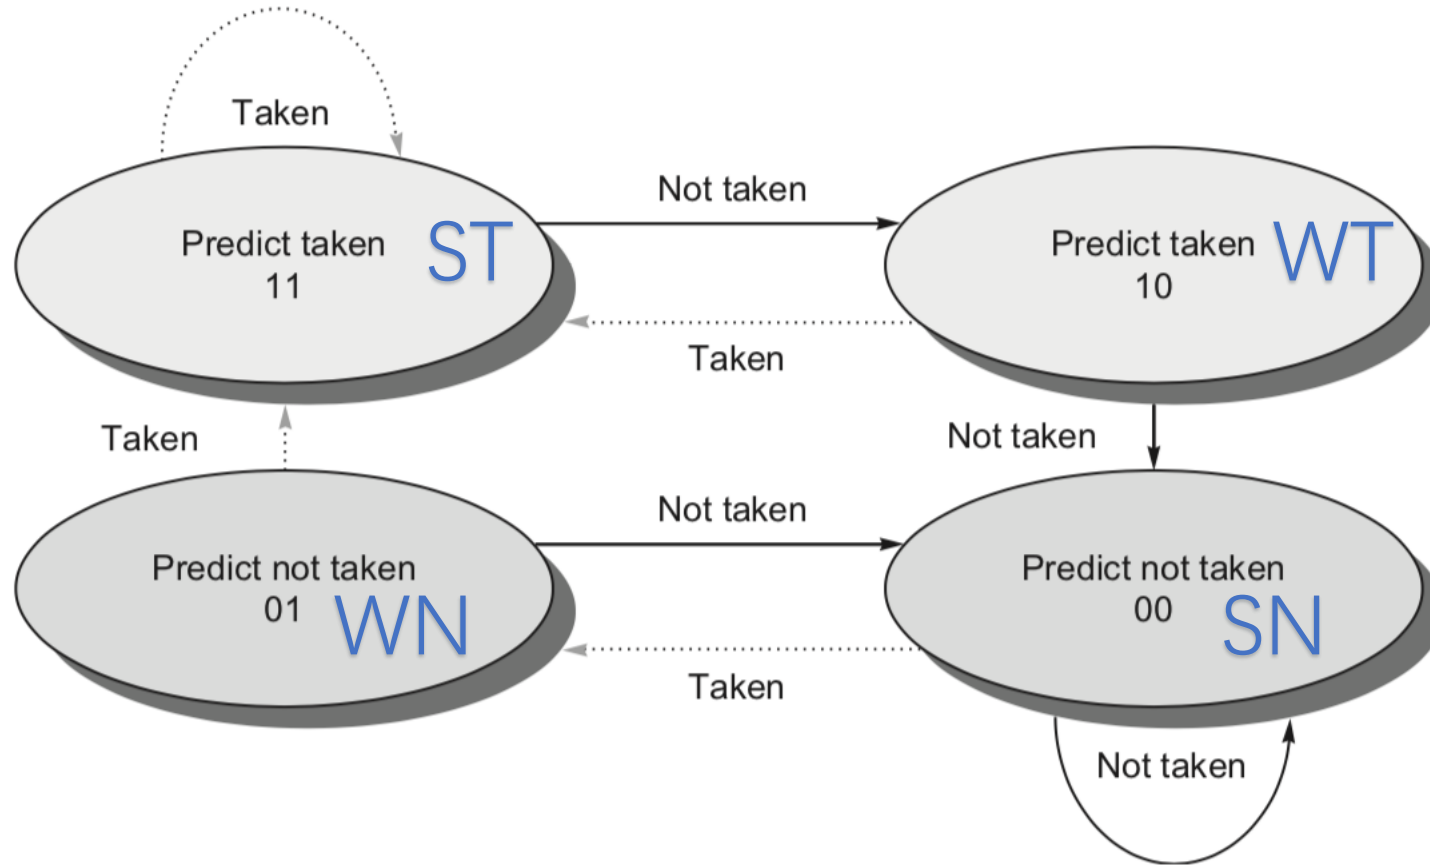 Taken
Not taken
Predict taken
11
ST
Predict taken
10
WT
Taken
Taken
Not taken
Not taken
Predict not taken
01
WN
Predict not taken
00
SN
Taken
Not taken